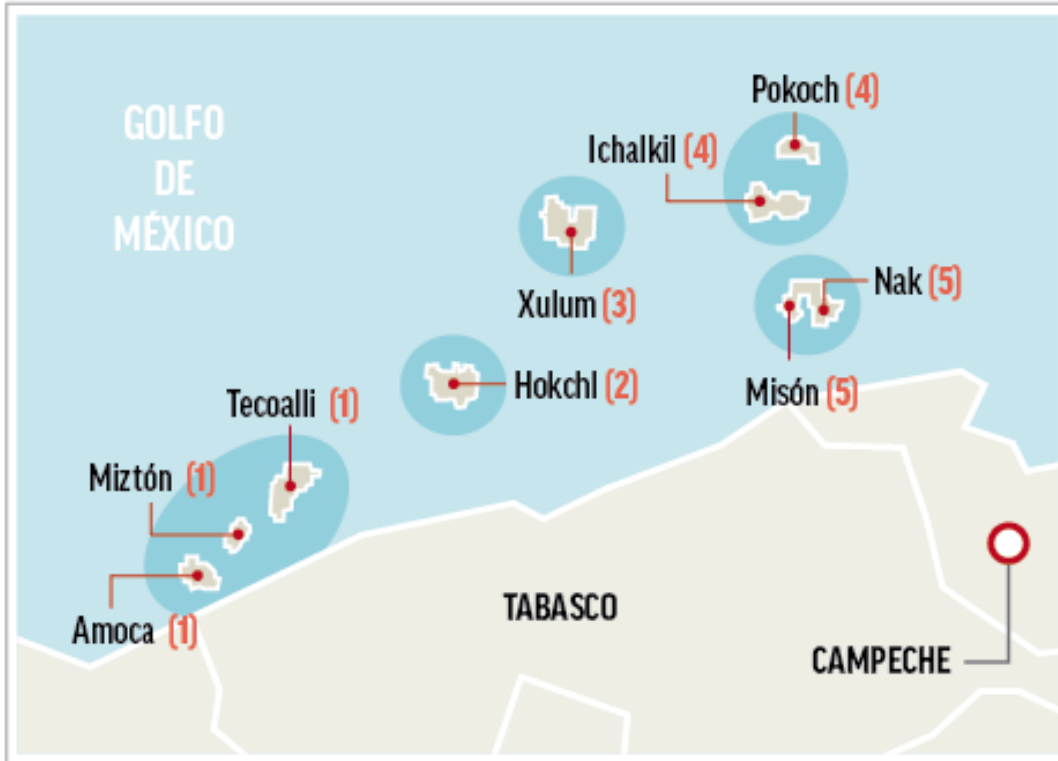 GOLFO
DE
MÉXICO
Pokoch (4)
Ichalkil (4)
Xulum (3)
Nak (5)
Misón (5)
Hokchl (2)
Tecoalli (1)
Miztón (1)
Amoca (1)
TABASCO
CAMPECHE